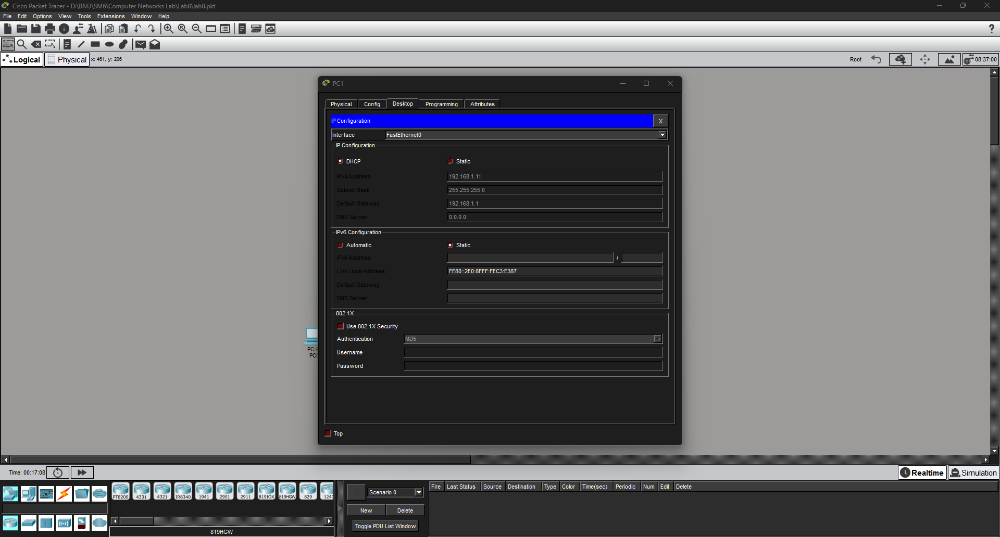 Cisco Packet Tracer - D:\BNU\SM6\Computer Networks Lab\Lab8\lab8.pkt
File Edit Options View Tools Extensions Window Help
?
Logical Physical x: 461, y: 206 Root 08:37:00
PC1
Physical Config Desktop Programming Attributes
IP Configuration X
Interface FastEthernet0
IP Configuration
DHCP Static
IPv4 Address 192.168.1.11
Subnet Mask 255.255.255.0
Default Gateway 192.168.1.1
DNS Server 0.0.0.0
IPv6 Configuration
Automatic Static
IPv6 Address /
Link Local Address FE80::2E0:8FFF:FEC3:E387
Default Gateway
DNS Server
802.1X
Use 802.1X Security
Authentication MD5
Username
Password
Top
Time: 00:17:08 Realtime Simulation
PT8200 4331 4321 IR8340 1941 2901 2911 819IOX 819HGW 829 1240
819HGW
Scenario 0
New Delete
Toggle PDU List Window
Fire Last Status Source Destination Type Color Time(sec) Periodic Num Edit Delete